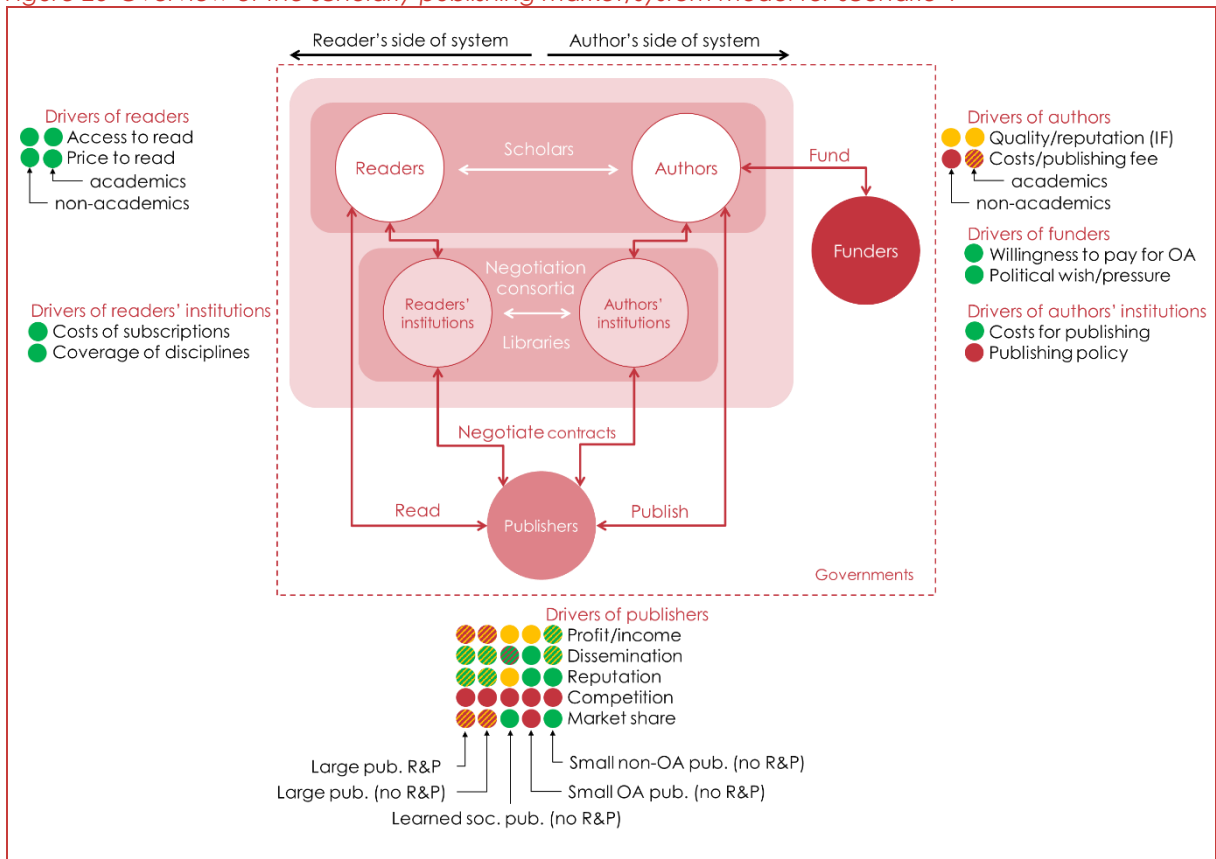 Reader's side of system
Author's side of system
Drivers of readers
Access to read
Price to read
academics
non-academics
Drivers of readers' institutions
Costs of subscriptions
Coverage of disciplines
Readers
Scholars
Authors
Fund
Funders
Negotiation
consortia
Readers'
institutions
Authors'
institutions
Libraries
Negotiate contracts
Read
Publishers
Publish
Governments
Drivers of authors
Quality/reputation (IF)
Costs/publishing fee
academics
non-academics
Drivers of funders
Willingness to pay for OA
Political wish/pressure
Drivers of authors' institutions
Costs for publishing
Publishing policy
Drivers of publishers
Profit/income
Dissemination
Reputation
Competition
Market share
Large pub. R&P
Large pub. (no R&P)
Learned soc. pub. (no R&P)
Small OA pub. (no R&P)
Small non-OA pub. (no R&P)